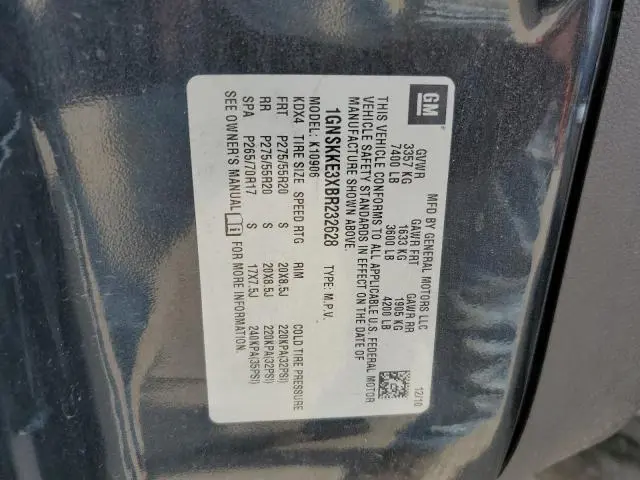 GM
MFD BY GENERAL MOTORS LLC 12/10
GVWR GAWR FRT GAWR RR
3357 KG 1633 KG 1905 KG
7400 LB 3600 LB 4200 LB
THIS VEHICLE CONFORMS TO ALL APPLICABLE U.S. FEDERAL MOTOR
VEHICLE SAFETY STANDARDS IN EFFECT ON THE DATE OF
MANUFACTURE SHOWN ABOVE.
1GNSKKE3XBR232628 TYPE: M.P.V.
MODEL: K10906
KDX4 TIRE SIZE SPEED RTG RIM COLD TIRE PRESSURE
FRT P275/55R20 S 20X8.5J 220KPA(32PSI)
RR P275/55R20 S 20X8.5J 220KPA(32PSI)
SPA P265/70R17 S 17X7.5J 240KPA(35PSI)
SEE OWNER'S MANUAL FOR MORE INFORMATION.